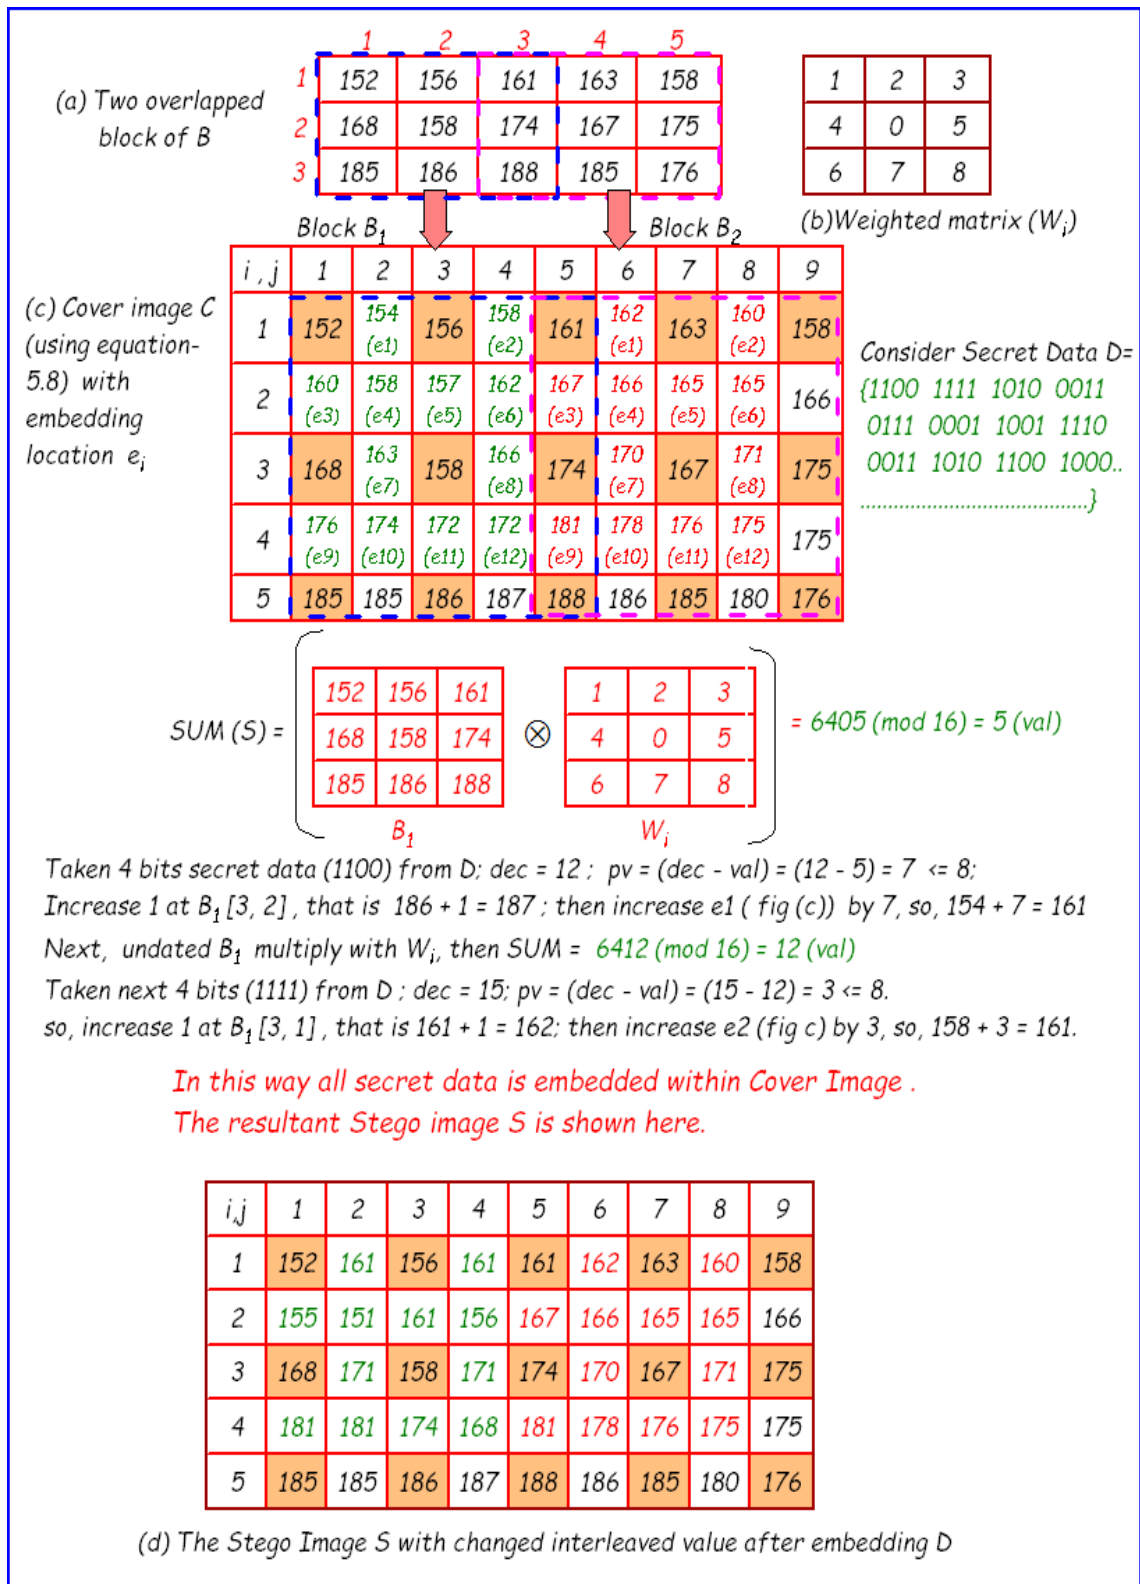 1 2 3 4 5
1 152 156 161 163 158
2 168 158 174 167 175
3 185 186 188 185 176
(a) Two overlapped
block of B
1 2 3
4 0 5
6 7 8
(b)Weighted matrix (Wi)
Block B1
Block B2
(c) Cover image C
(using equation-
5.8) with
embedding
location ei
i , j 1 2 3 4 5 6 7 8 9
1 152 154 (e1) 156 158 (e2) 161 162 (e1) 163 160 (e2) 158
2 160 (e3) 158 (e4) 157 (e5) 162 (e6) 167 (e3) 166 (e4) 165 (e5) 165 (e6) 166
3 168 163 (e7) 158 166 (e8) 174 170 (e7) 167 171 (e8) 175
4 176 (e9) 174 (e10) 172 (e11) 172 (e12) 181 (e9) 178 (e10) 176 (e11) 175 (e12) 175
5 185 185 186 187 188 186 185 180 176
Consider Secret Data D=
{1100 1111 1010 0011
0111 0001 1001 1110
0011 1010 1100 1000..
.........................................}
SUM (S) =
152 156 161
168 158 174
185 186 188
B1
⊗
1 2 3
4 0 5
6 7 8
Wi
= 6405 (mod 16) = 5 (val)
Taken 4 bits secret data (1100) from D; dec = 12 ; pv = (dec - val) = (12 - 5) = 7 <= 8;
Increase 1 at B1 [3, 2] , that is 186 + 1 = 187 ; then increase e1 ( fig (c)) by 7, so, 154 + 7 = 161
Next, undated B1 multiply with Wi, then SUM = 6412 (mod 16) = 12 (val)
Taken next 4 bits (1111) from D ; dec = 15; pv = (dec - val) = (15 - 12) = 3 <= 8.
so, increase 1 at B1 [3, 1] , that is 161 + 1 = 162; then increase e2 (fig c) by 3, so, 158 + 3 = 161.
In this way all secret data is embedded within Cover Image .
The resultant Stego image S is shown here.
i,j 1 2 3 4 5 6 7 8 9
1 152 161 156 161 161 162 163 160 158
2 155 151 161 156 167 166 165 165 166
3 168 171 158 171 174 170 167 171 175
4 181 181 174 168 181 178 176 175 175
5 185 185 186 187 188 186 185 180 176
(d) The Stego Image S with changed interleaved value after embedding D